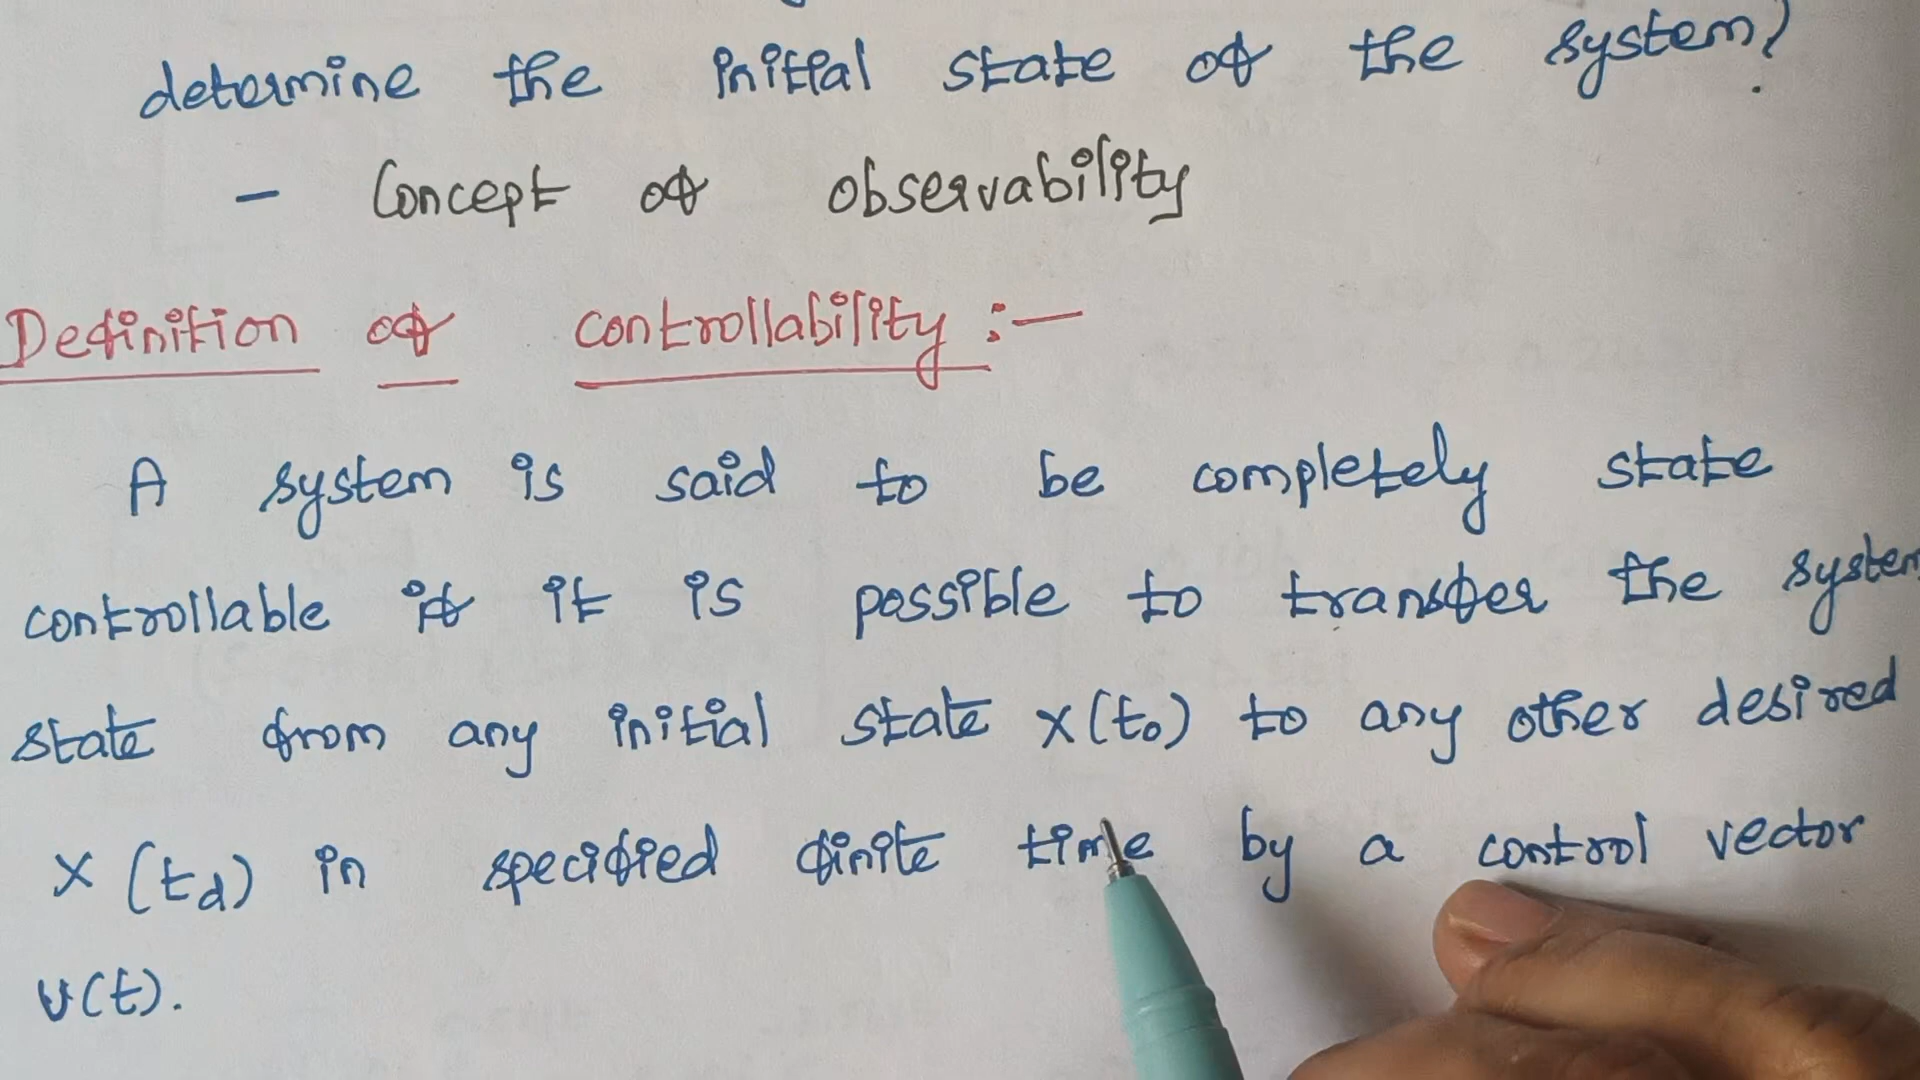 determine the initial state of the system?
- Concept of observability
Definition of controllability :-
A system is said to be completely state
controllable if it is possible to transfer the system
state from any initial state X(t₀) to any other desired
X(td) in specified finite time by a control vector
U(t).